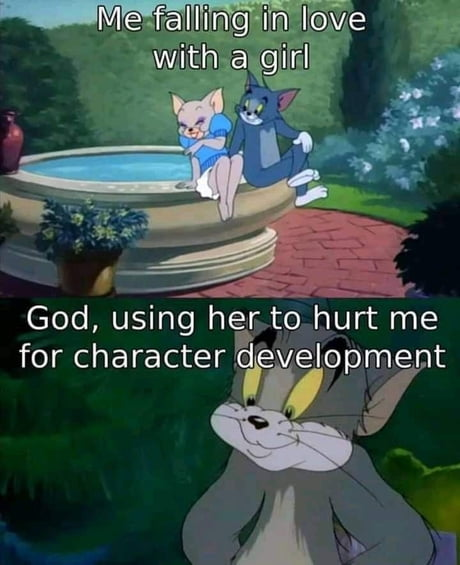 Me falling in love
with a girl
God, using her to hurt me
for character development